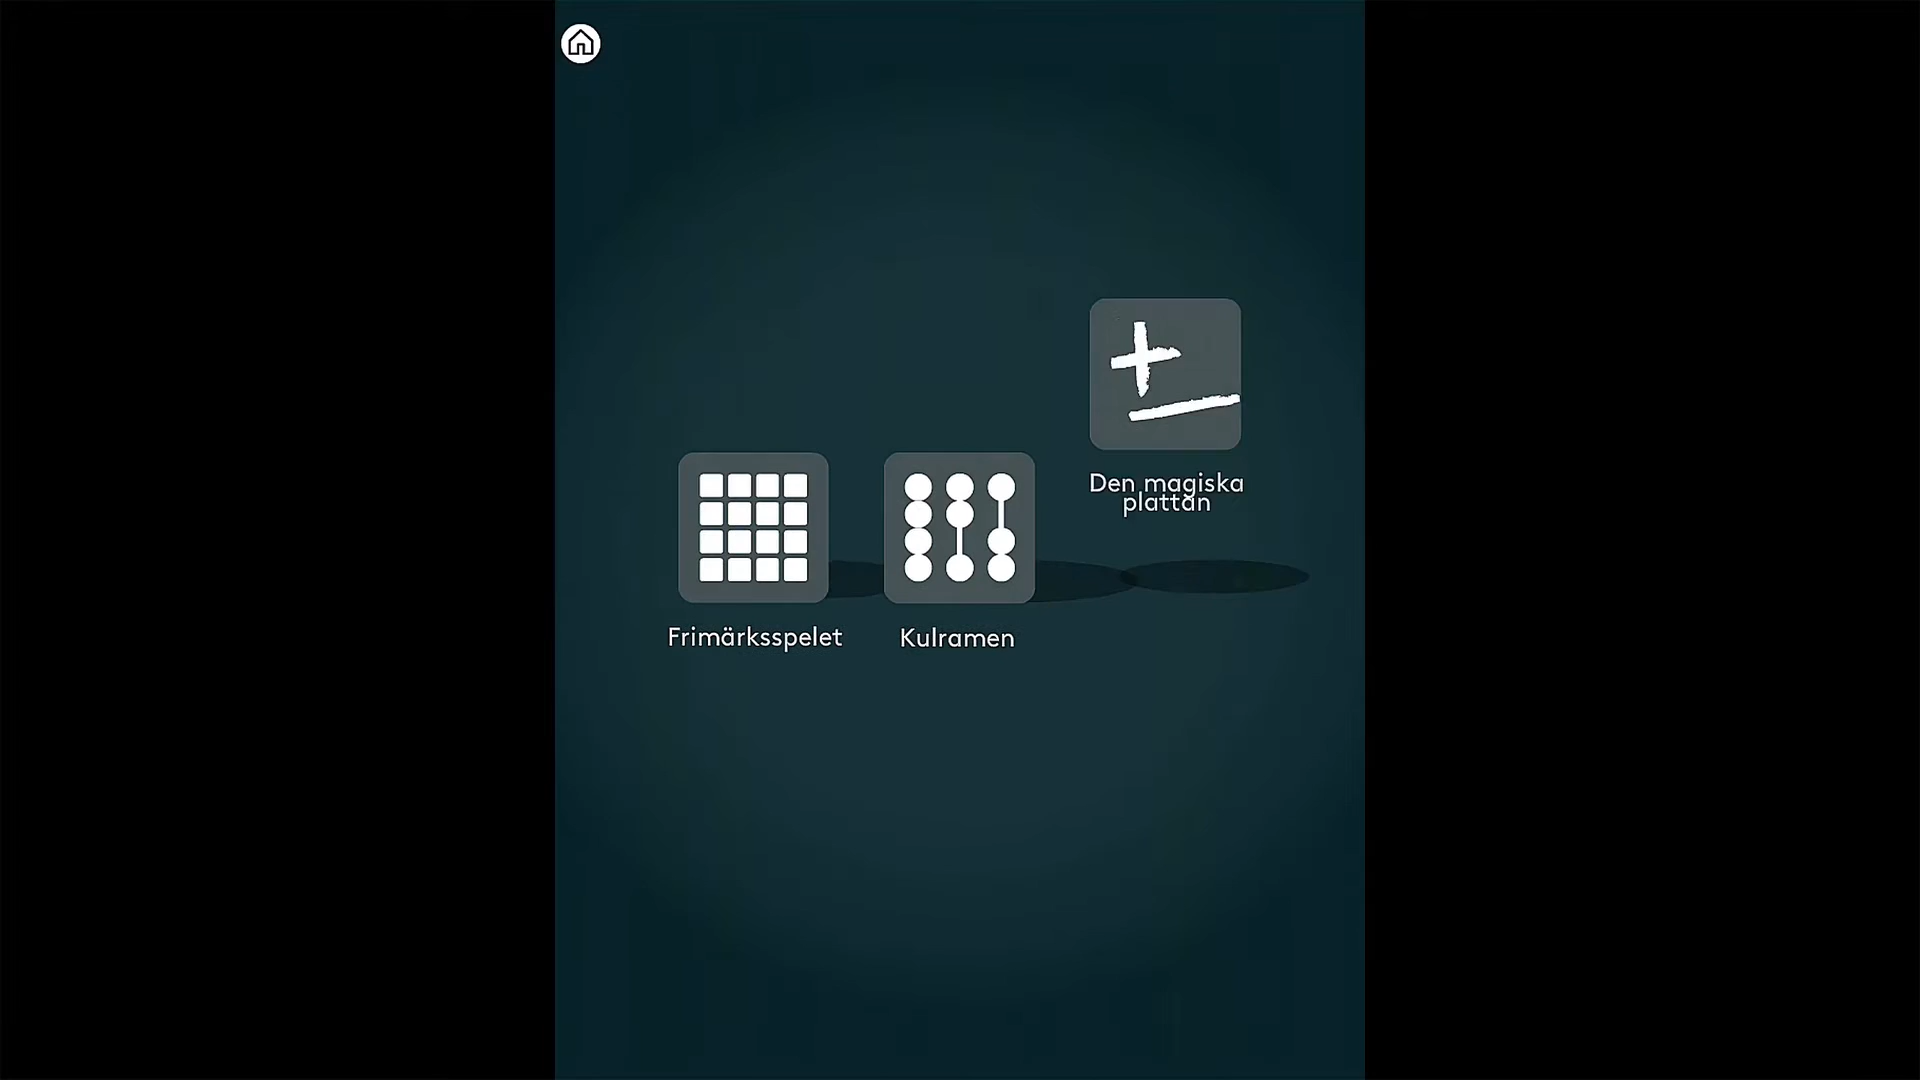 Den magiska
plattan
Frimärksspelet
Kulramen